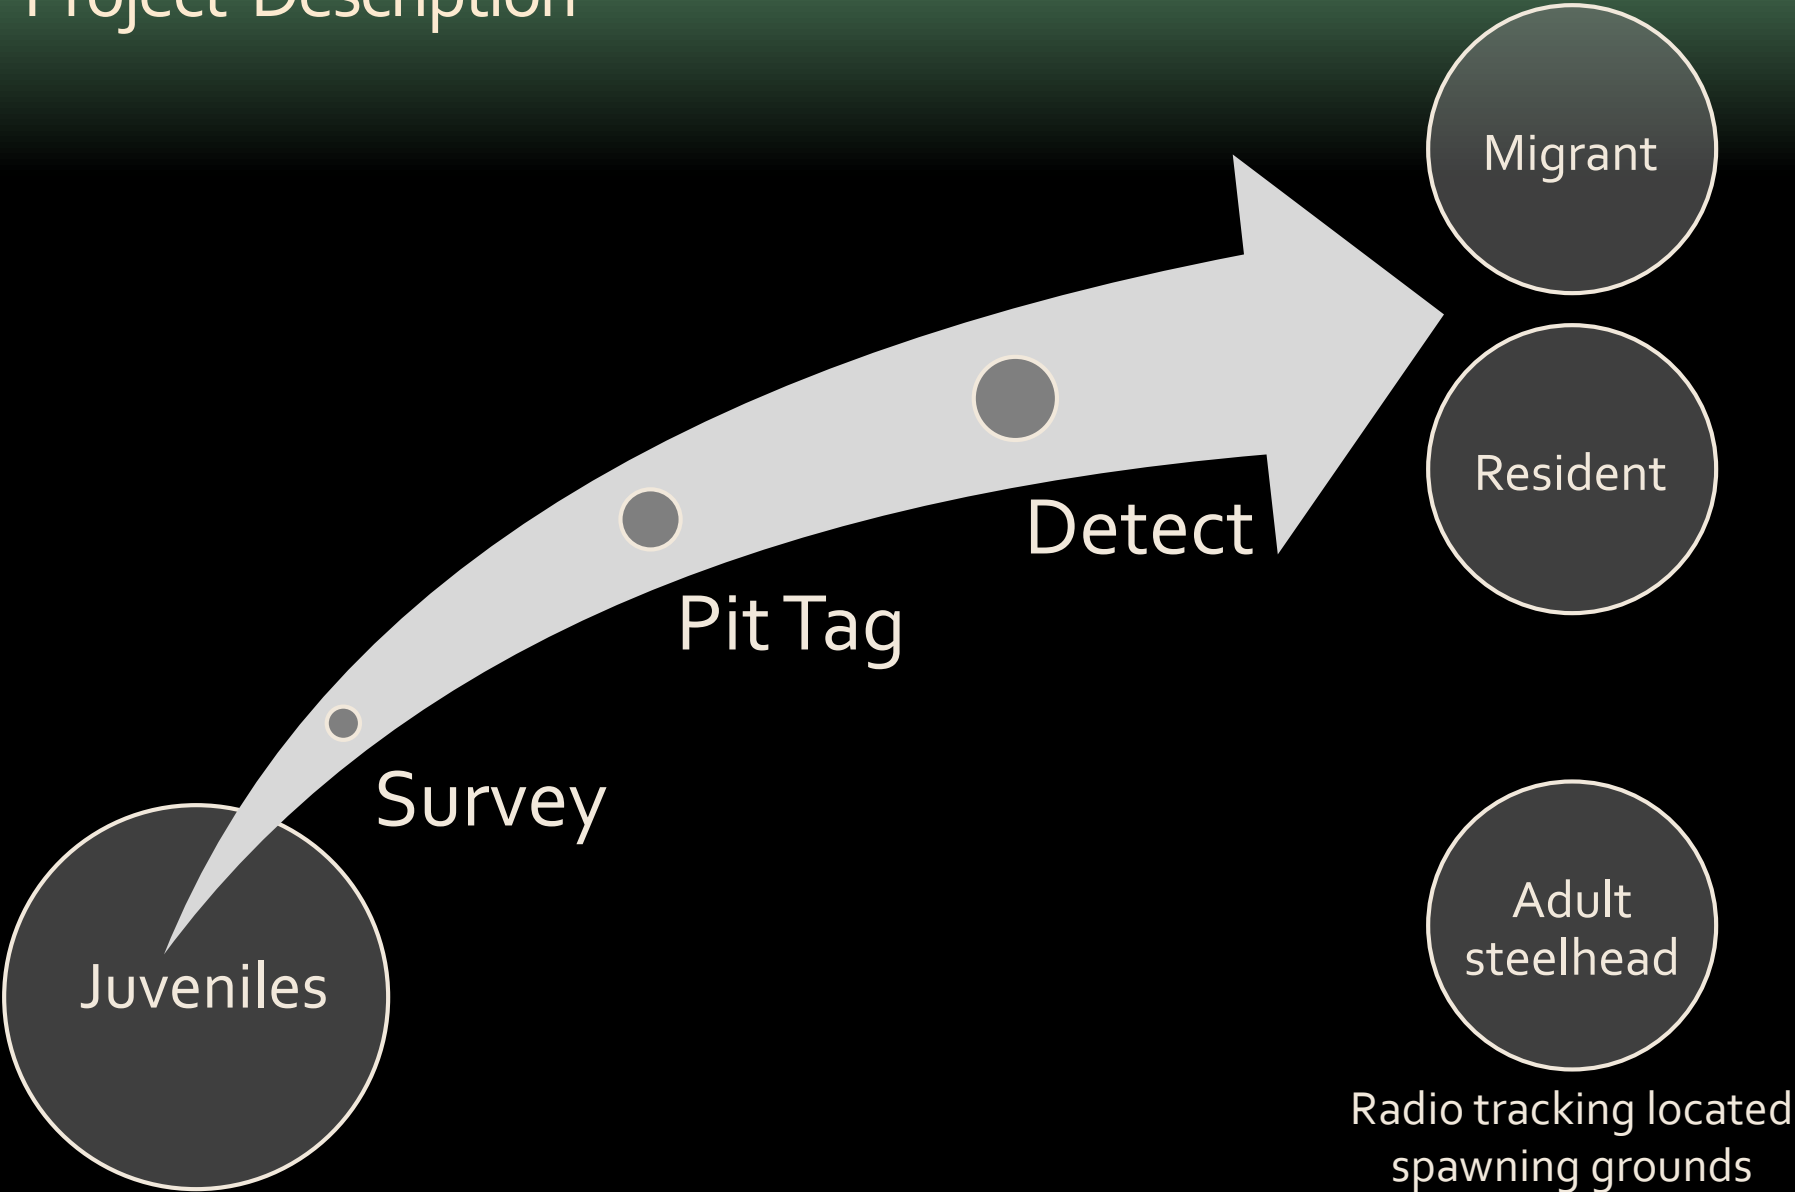 Project Description
Migrant
Resident
Detect
Pit Tag
Survey
Juveniles
Adult
steelhead
Radio tracking located
spawning grounds